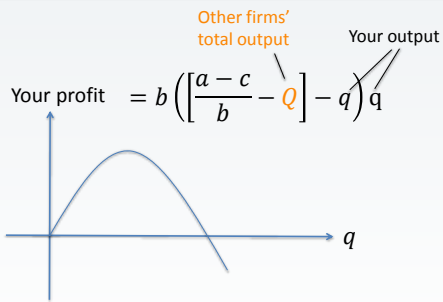 Other firms'
total output
Your output
Your profit = b([a − c / b − Q] − q)q
q